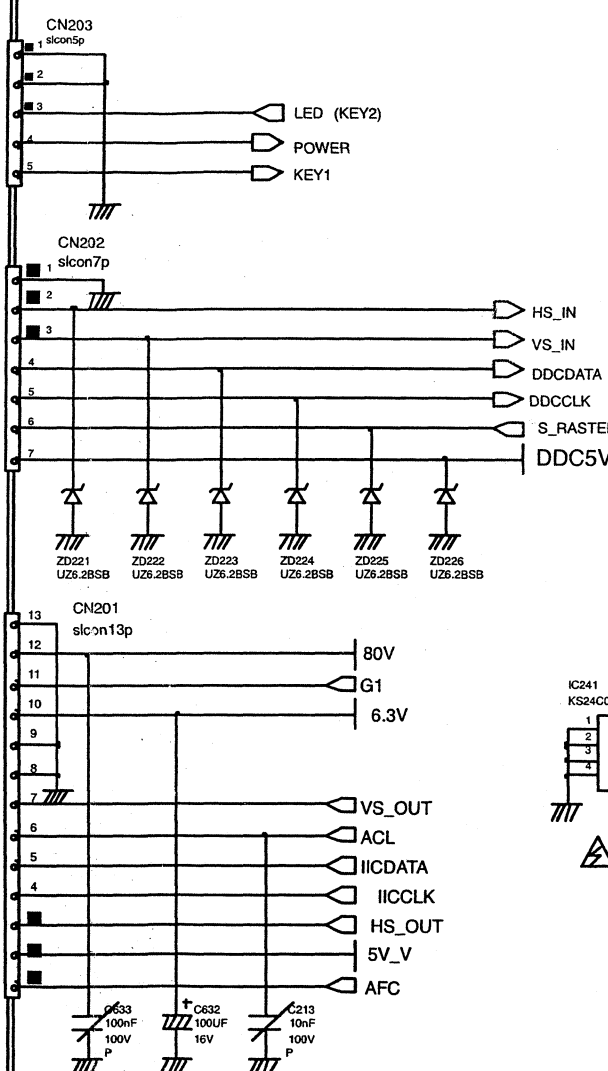 CN203
slcon5p
1
2
3
LED (KEY2)
4
POWER
5
KEY1
CN202
slcon7p
1
2
HS_IN
3
VS_IN
4
DDCDATA
5
DDCCLK
6
S_RASTE
7
DDC5V
ZD221
UZ6.2BSB
ZD222
UZ6.2BSB
ZD223
UZ6.2BSB
ZD224
UZ6.2BSB
ZD225
UZ6.2BSB
ZD226
UZ6.2BSB
CN201
slcon13p
13
12
80V
11
G1
10
6.3V
9
8
7
VS_OUT
6
ACL
5
IICDATA
4
IICCLK
HS_OUT
5V_V
AFC
IC241
KS24C
1
2
3
4
C633
100nF
100V
P
+
C632
100UF
16V
C213
10nF
100V
P